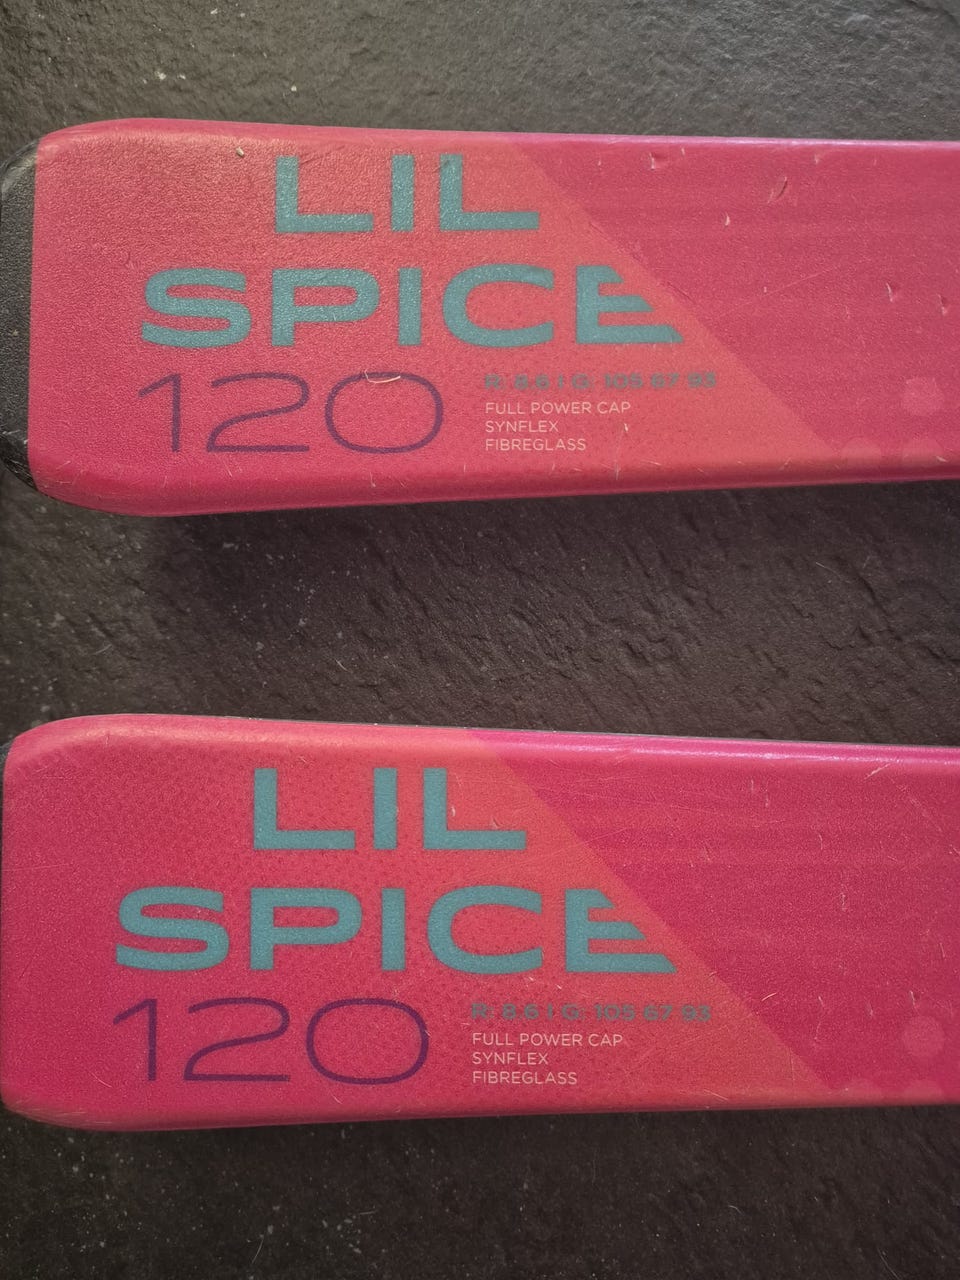 LIL
SPICE
120
R: 8.6 | G: 105 67 93
FULL POWER CAP
SYNFLEX
FIBREGLASS
LIL
SPICE
120
R: 8.6 | G: 105 67 93
FULL POWER CAP
SYNFLEX
FIBREGLASS